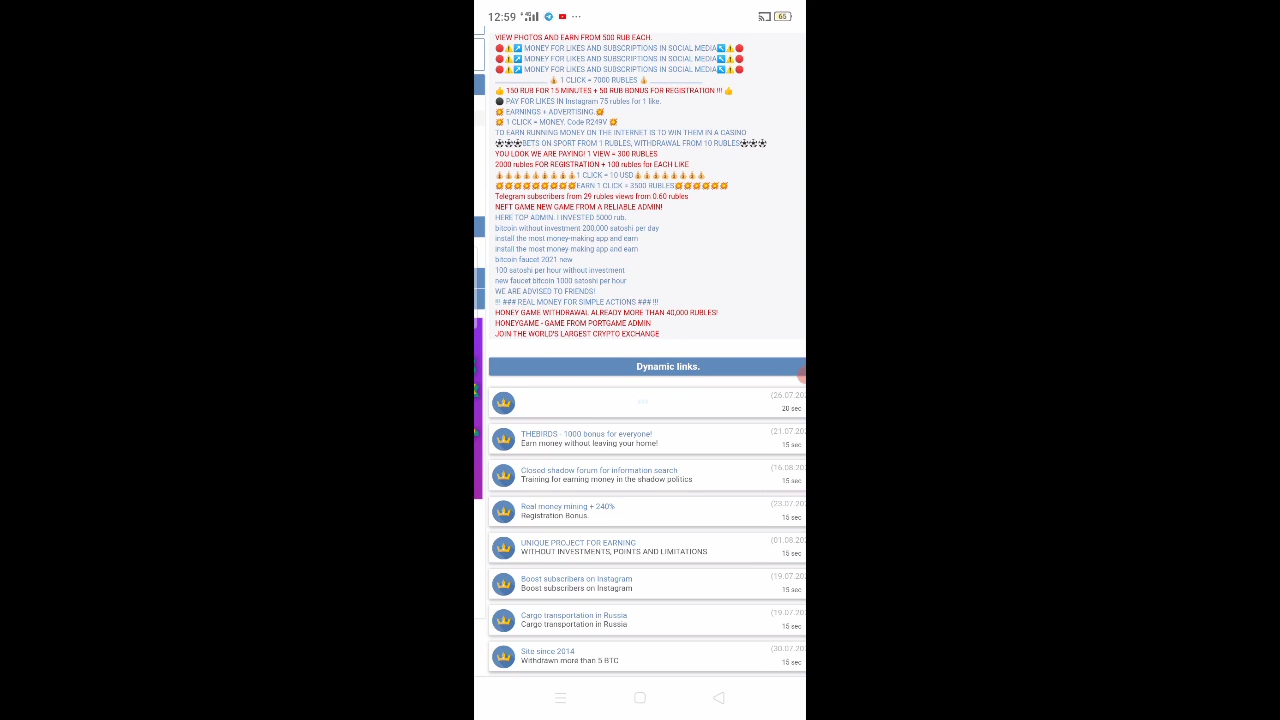 12:59
65
VIEW PHOTOS AND EARN FROM 500 RUB EACH.
MONEY FOR LIKES AND SUBSCRIPTIONS IN SOCIAL MEDIA
MONEY FOR LIKES AND SUBSCRIPTIONS IN SOCIAL MEDIA
MONEY FOR LIKES AND SUBSCRIPTIONS IN SOCIAL MEDIA
______________ 1 CLICK = 7000 RUBLES ______________
150 RUB FOR 15 MINUTES + 50 RUB BONUS FOR REGISTRATION !!!
PAY FOR LIKES IN Instagram 75 rubles for 1 like.
EARNINGS + ADVERTISING.
1 CLICK = MONEY. Code R249V
TO EARN RUNNING MONEY ON THE INTERNET IS TO WIN THEM IN A CASINO
BETS ON SPORT FROM 1 RUBLES, WITHDRAWAL FROM 10 RUBLES
YOU LOOK WE ARE PAYING! 1 VIEW = 300 RUBLES
2000 rubles FOR REGISTRATION + 100 rubles for EACH LIKE
1 CLICK = 10 USD
EARN 1 CLICK = 3500 RUBLES
Telegram subscribers from 29 rubles views from 0.60 rubles
NEFT GAME NEW GAME FROM A RELIABLE ADMIN!
HERE TOP ADMIN. I INVESTED 5000 rub.
bitcoin without investment 200,000 satoshi per day
install the most money-making app and earn
install the most money-making app and earn
bitcoin faucet 2021 new
100 satoshi per hour without investment
new faucet bitcoin 1000 satoshi per hour
WE ARE ADVISED TO FRIENDS!
!!! ### REAL MONEY FOR SIMPLE ACTIONS ### !!!
HONEY GAME WITHDRAWAL ALREADY MORE THAN 40,000 RUBLES!
HONEYGAME - GAME FROM PORTGAME ADMIN
JOIN THE WORLD'S LARGEST CRYPTO EXCHANGE
Dynamic links.
(26.07.202
20 sec
THEBIRDS - 1000 bonus for everyone!
(21.07.202
Earn money without leaving your home!
15 sec
Closed shadow forum for information search
(16.08.202
Training for earning money in the shadow politics
15 sec
Real money mining + 240%
(23.07.202
Registration Bonus.
15 sec
UNIQUE PROJECT FOR EARNING
(01.08.202
WITHOUT INVESTMENTS, POINTS AND LIMITATIONS
15 sec
Boost subscribers on Instagram
(19.07.202
Boost subscribers on Instagram
15 sec
Cargo transportation in Russia
(19.07.202
Cargo transportation in Russia
15 sec
Site since 2014
(30.07.202
Withdrawn more than 5 BTC
15 sec